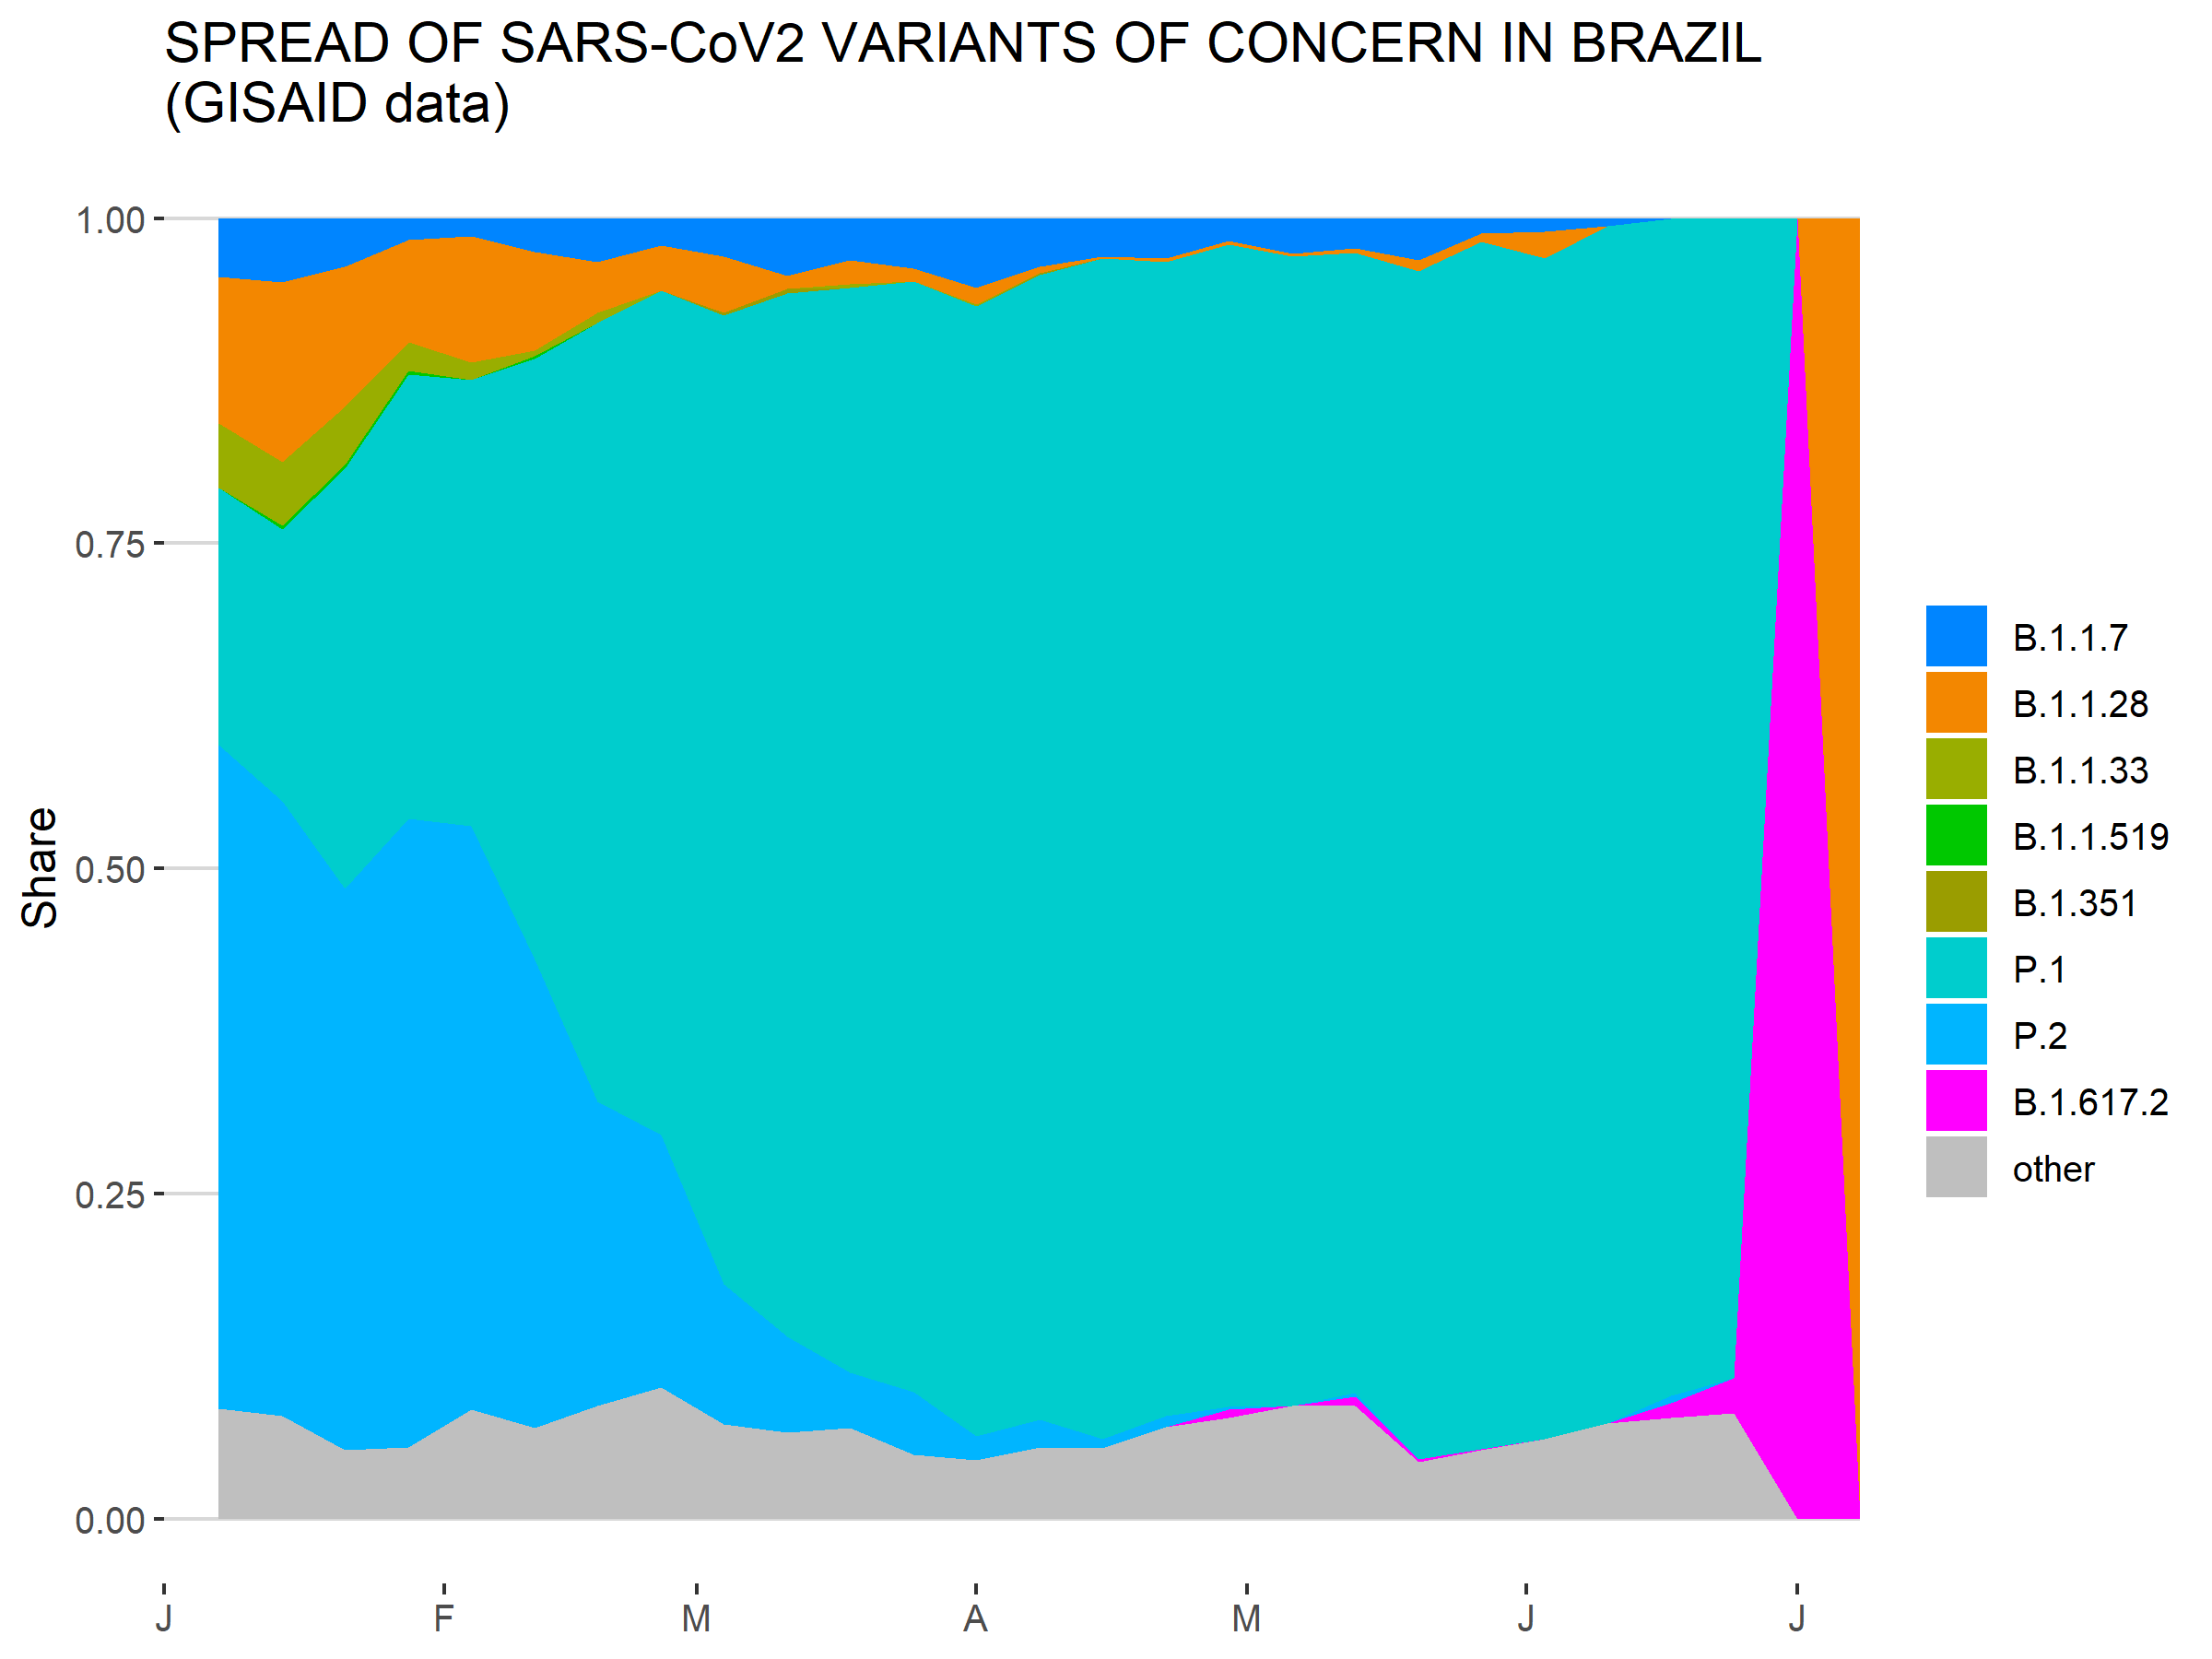 SPREAD OF SARS-CoV2 VARIANTS OF CONCERN IN BRAZIL
(GISAID data)
1.00
0.75
0.50
0.25
0.00
Share
J F M A M J J
B.1.1.7
B.1.1.28
B.1.1.33
B.1.1.519
B.1.351
P.1
P.2
B.1.617.2
other